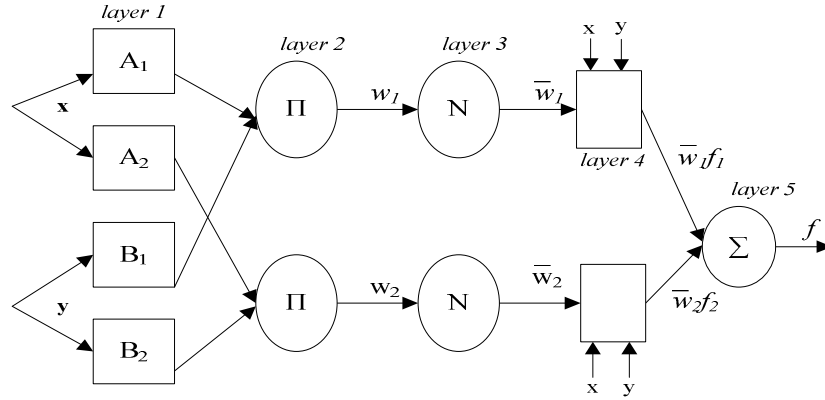 layer 1
layer 2
layer 3
x y
A₁
x
Π
w₁
N
w̅₁
layer 4
A₂
w̅₁f₁
layer 5
B₁
Σ
f
y
Π
w₂
N
w̅₂
w̅₂f₂
B₂
x y